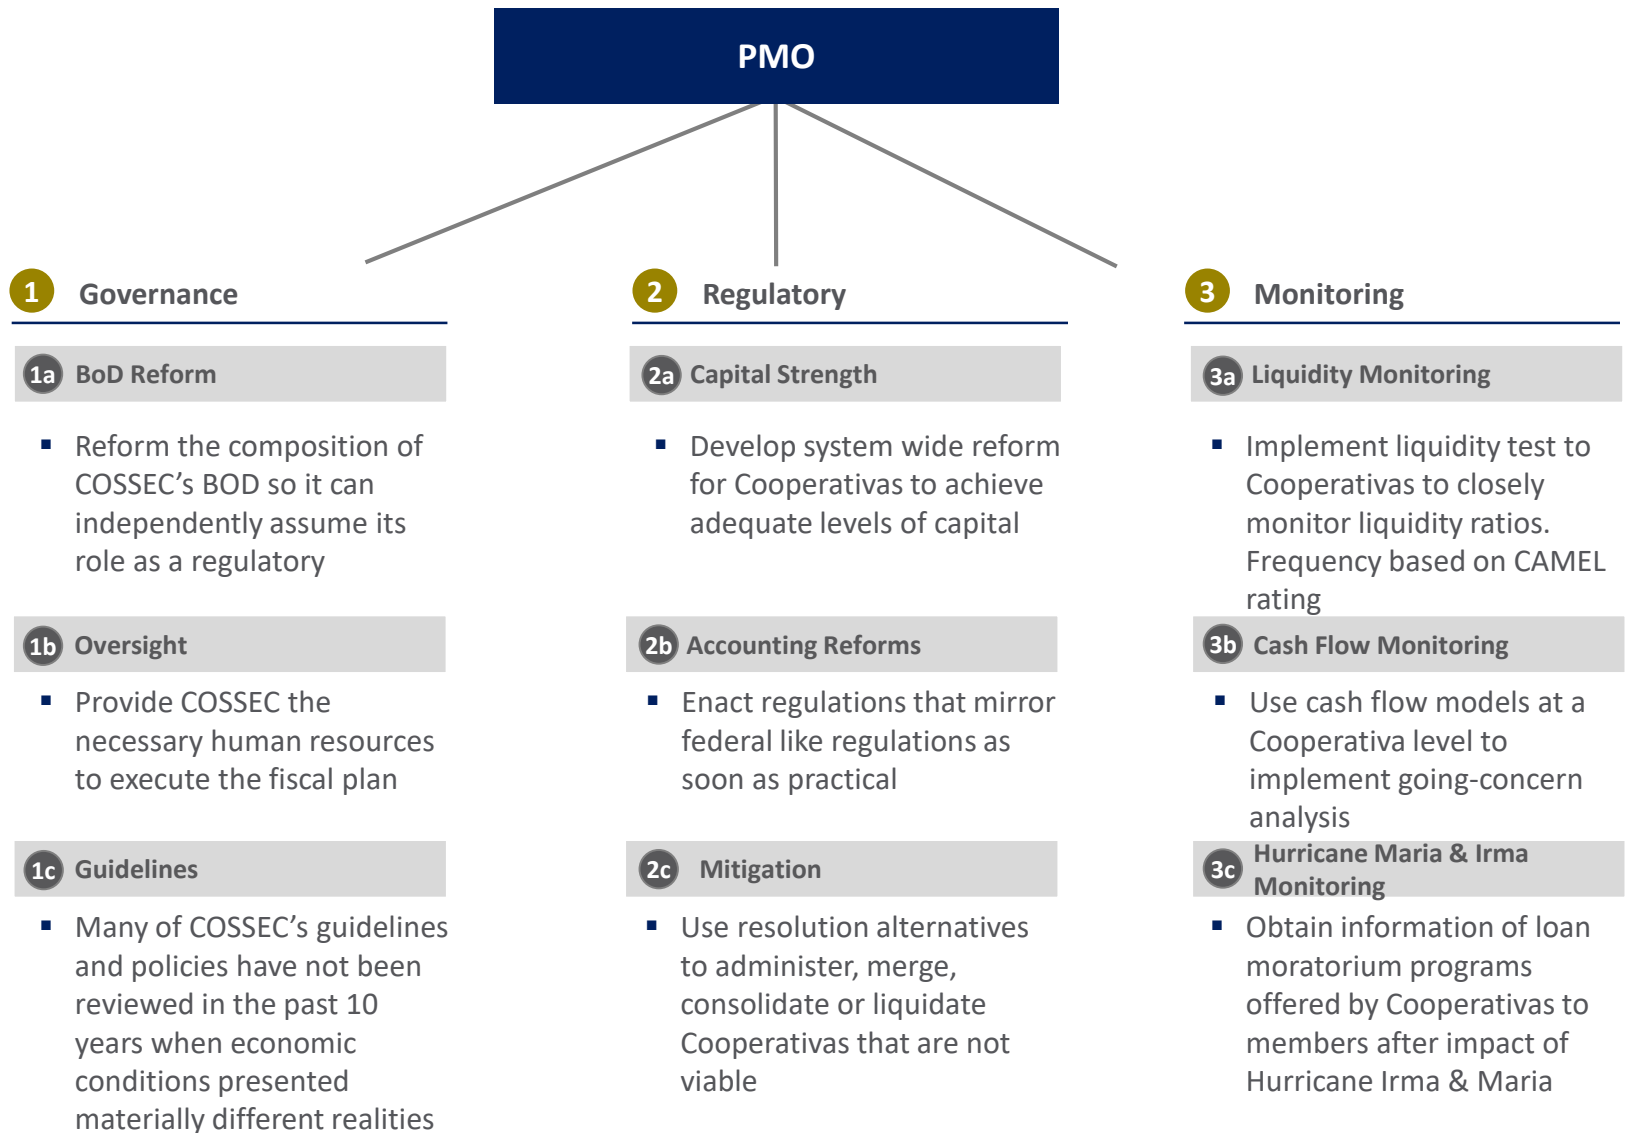 PMO
1 Governance
1a BoD Reform
▪ Reform the composition of
COSSEC’s BOD so it can
independently assume its
role as a regulatory
1b Oversight
▪ Provide COSSEC the
necessary human resources
to execute the fiscal plan
1c Guidelines
▪ Many of COSSEC’s guidelines
and policies have not been
reviewed in the past 10
years when economic
conditions presented
materially different realities
2 Regulatory
2a Capital Strength
▪ Develop system wide reform
for Cooperativas to achieve
adequate levels of capital
2b Accounting Reforms
▪ Enact regulations that mirror
federal like regulations as
soon as practical
2c Mitigation
▪ Use resolution alternatives
to administer, merge,
consolidate or liquidate
Cooperativas that are not
viable
3 Monitoring
3a Liquidity Monitoring
▪ Implement liquidity test to
Cooperativas to closely
monitor liquidity ratios.
Frequency based on CAMEL
rating
3b Cash Flow Monitoring
▪ Use cash flow models at a
Cooperativa level to
implement going-concern
analysis
3c Hurricane Maria & Irma
Monitoring
▪ Obtain information of loan
moratorium programs
offered by Cooperativas to
members after impact of
Hurricane Irma & Maria